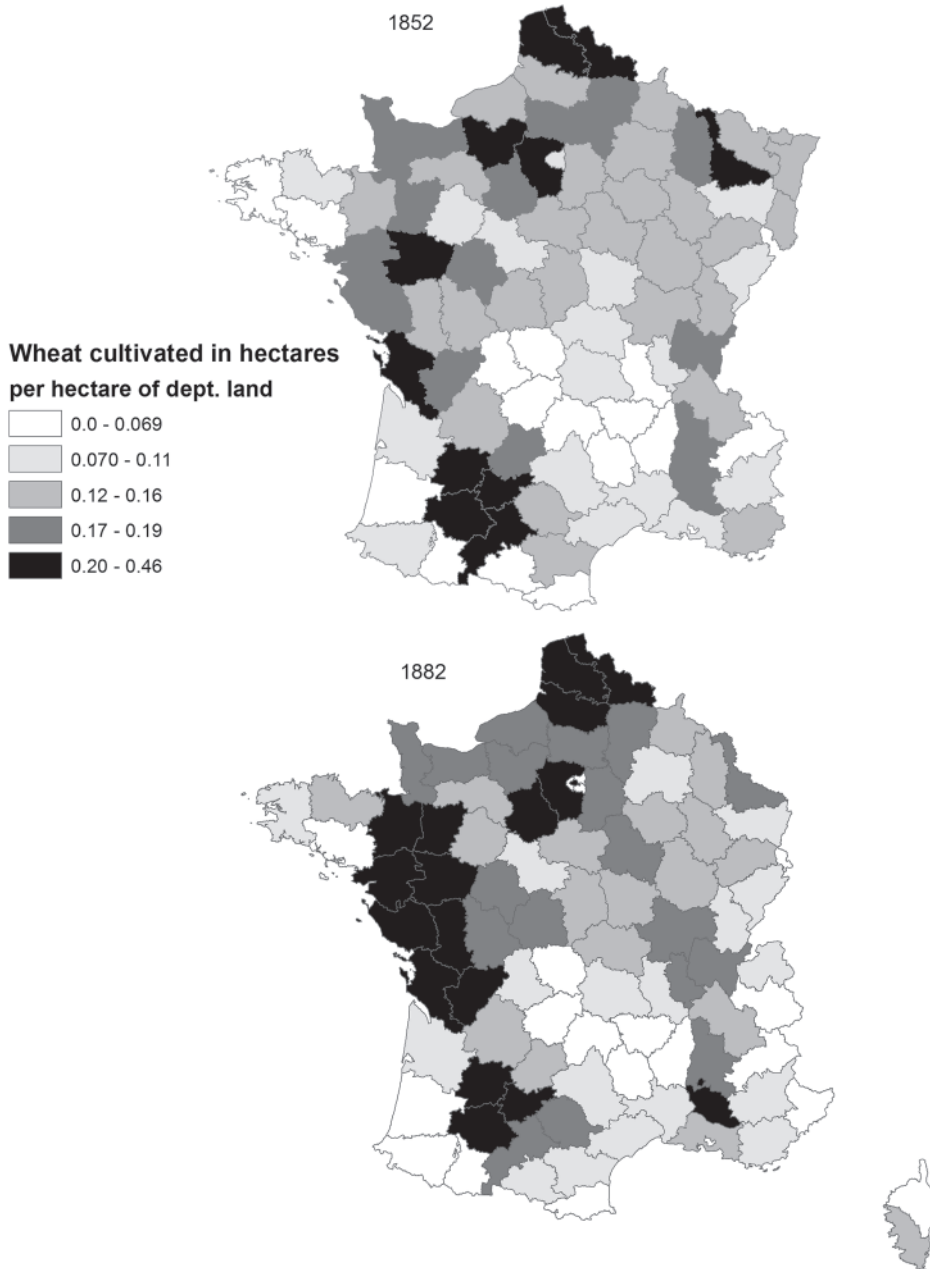 1852
Wheat cultivated in hectares
per hectare of dept. land
0.0 - 0.069
0.070 - 0.11
0.12 - 0.16
0.17 - 0.19
0.20 - 0.46
1882